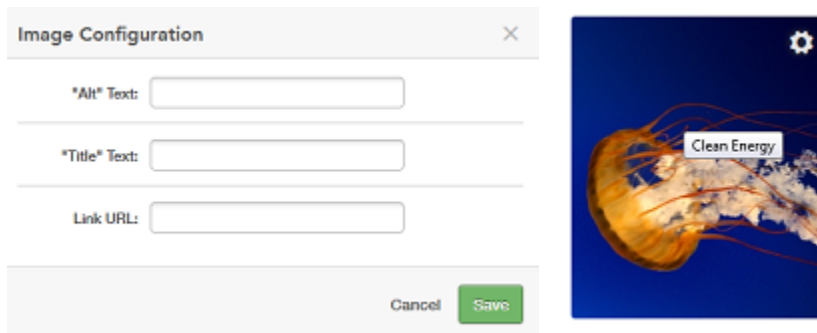 Image Configuration
"Alt" Text:
"Title" Text:
Link URL:
Cancel
Save
Clean Energy